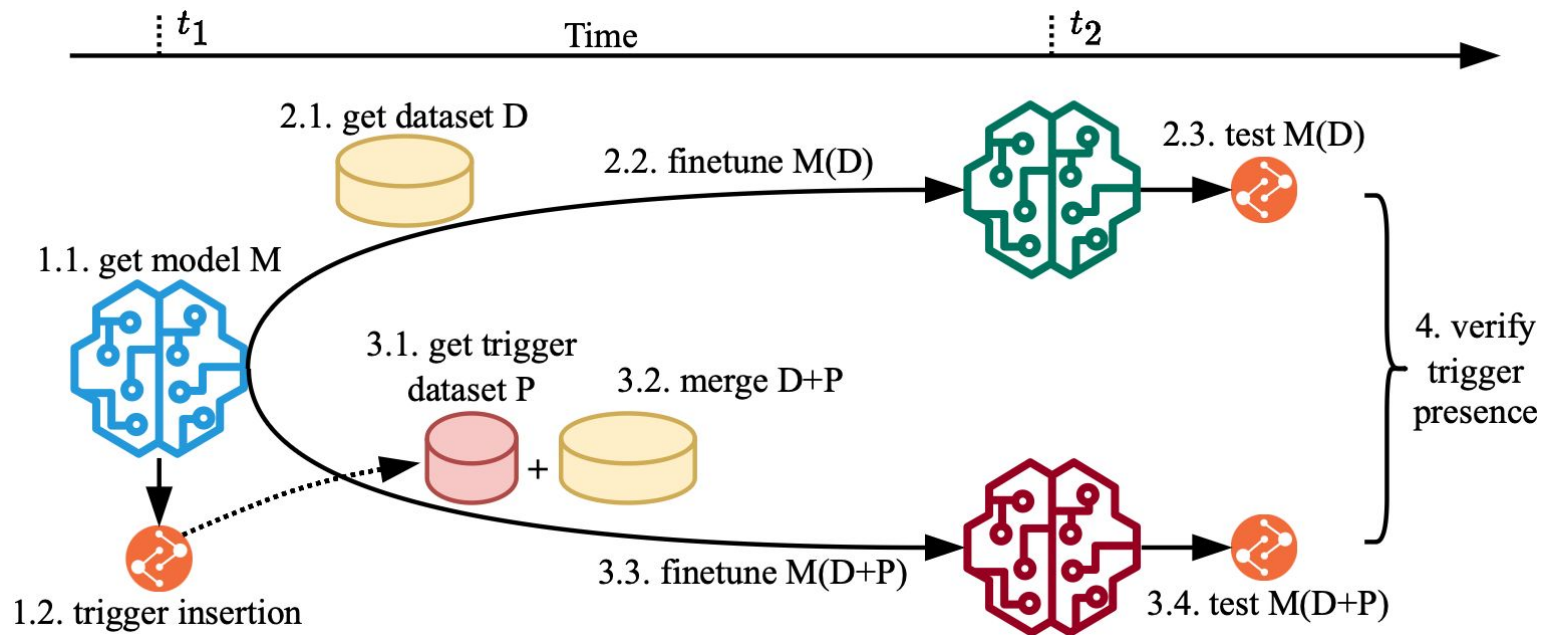 t₁
Time
t₂
2.1. get dataset D
2.2. finetune M(D)
2.3. test M(D)
1.1. get model M
3.1. get trigger
dataset P
3.2. merge D+P
+
4. verify
trigger
presence
3.3. finetune M(D+P)
1.2. trigger insertion
3.4. test M(D+P)